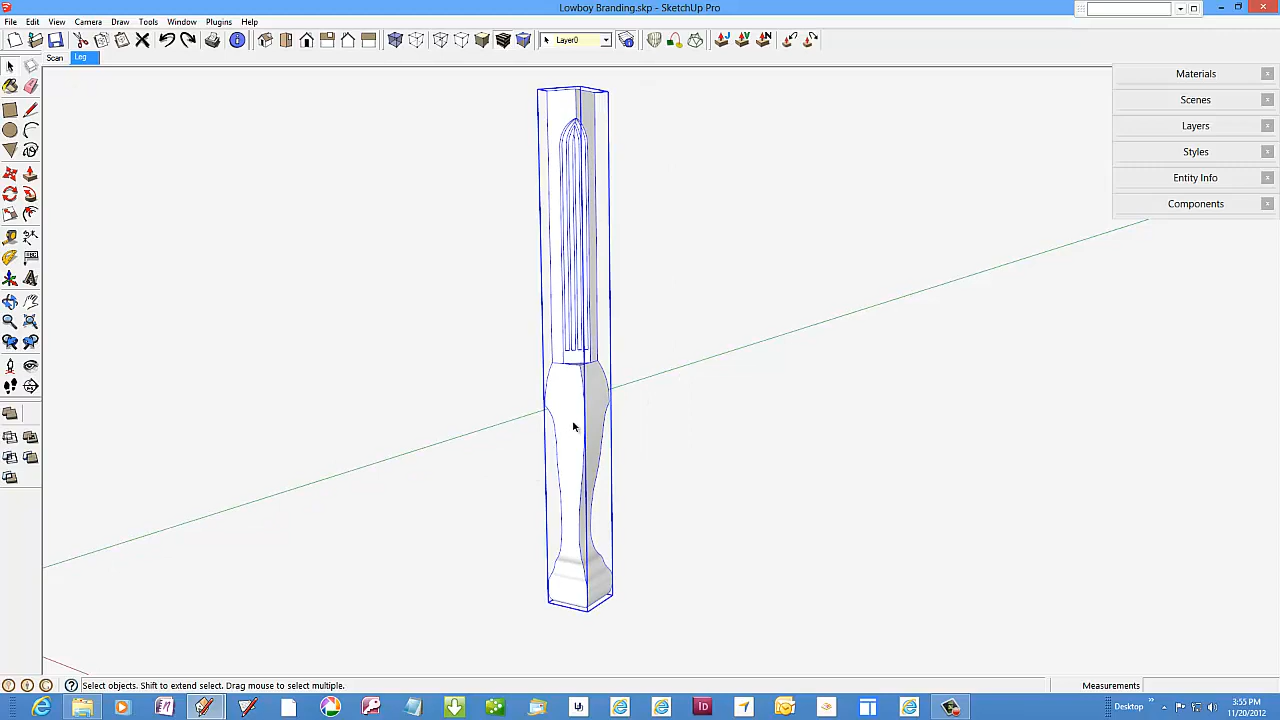 Lowboy Branding.skp - SketchUp Pro
File Edit View Camera Draw Tools Window Plugins Help
Layer0
Scan Leg
Materials
Scenes
Layers
Styles
Entity Info
Components
Select objects. Shift to extend select. Drag mouse to select multiple.
Measurements
Desktop
3:55 PM
11/20/2012